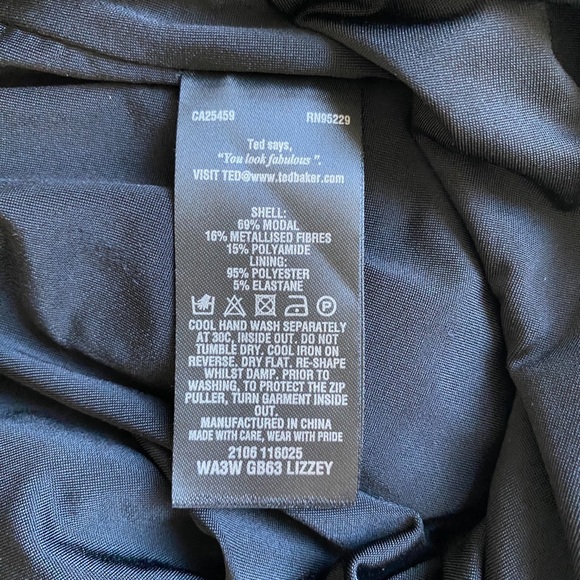 CA25459 RN95229
Ted says,
"You look fabulous".
VISIT TED@www.tedbaker.com
SHELL:
69% MODAL
16% METALLISED FIBRES
15% POLYAMIDE
LINING:
95% POLYESTER
5% ELASTANE
P
COOL HAND WASH SEPARATELY
AT 30C, INSIDE OUT. DO NOT
TUMBLE DRY. COOL IRON ON
REVERSE. DRY FLAT. RE-SHAPE
WHILST DAMP. PRIOR TO
WASHING, TO PROTECT THE ZIP
PULLER, TURN GARMENT INSIDE
OUT.
MANUFACTURED IN CHINA
MADE WITH CARE, WEAR WITH PRIDE
2106 116025
WA3W GB63 LIZZEY